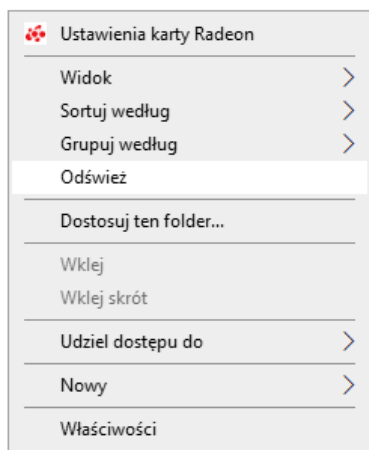 Ustawienia karty Radeon
Widok
Sortuj według
Grupuj według
Odśwież
Dostosuj ten folder...
Wklej
Wklej skrót
Udziel dostępu do
Nowy
Właściwości